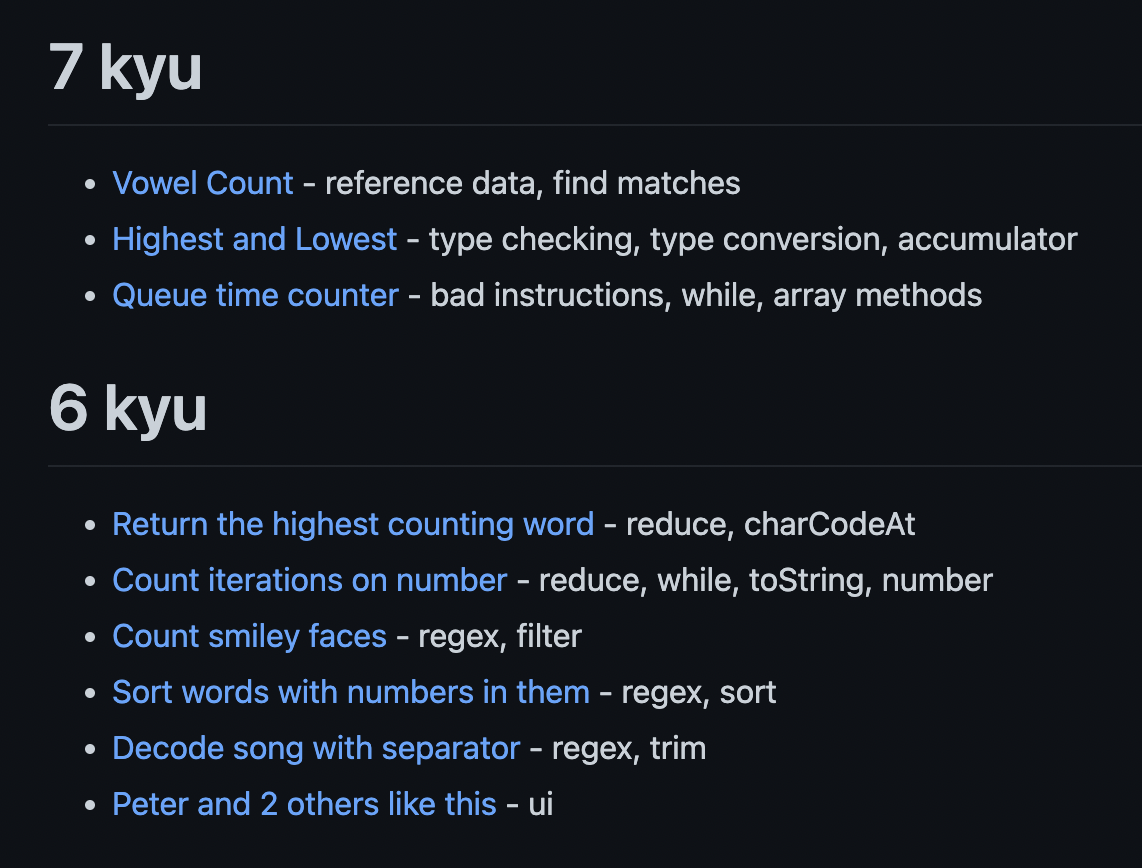 7 kyu
Vowel Count - reference data, find matches
Highest and Lowest - type checking, type conversion, accumulator
Queue time counter - bad instructions, while, array methods
6 kyu
Return the highest counting word - reduce, charCodeAt
Count iterations on number - reduce, while, toString, number
Count smiley faces - regex, filter
Sort words with numbers in them - regex, sort
Decode song with separator - regex, trim
Peter and 2 others like this - ui